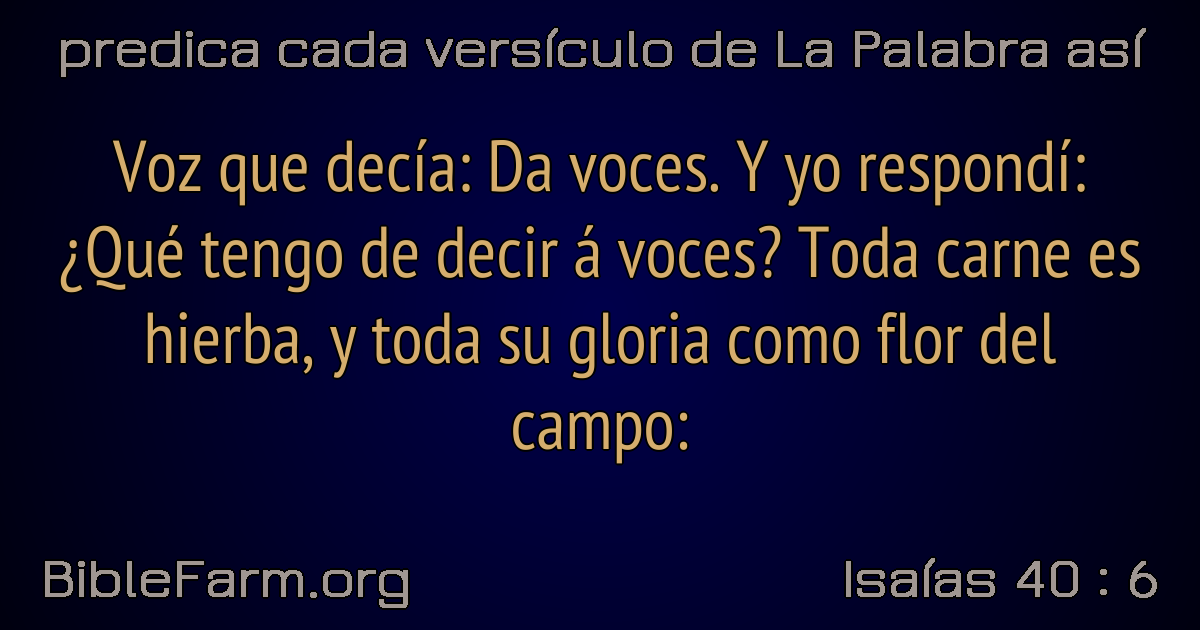 predica cada versículo de La Palabra así
Voz que decía: Da voces. Y yo respondí:
¿Qué tengo de decir á voces? Toda carne es
hierba, y toda su gloria como flor del
campo:
BibleFarm.org
Isaías 40 : 6